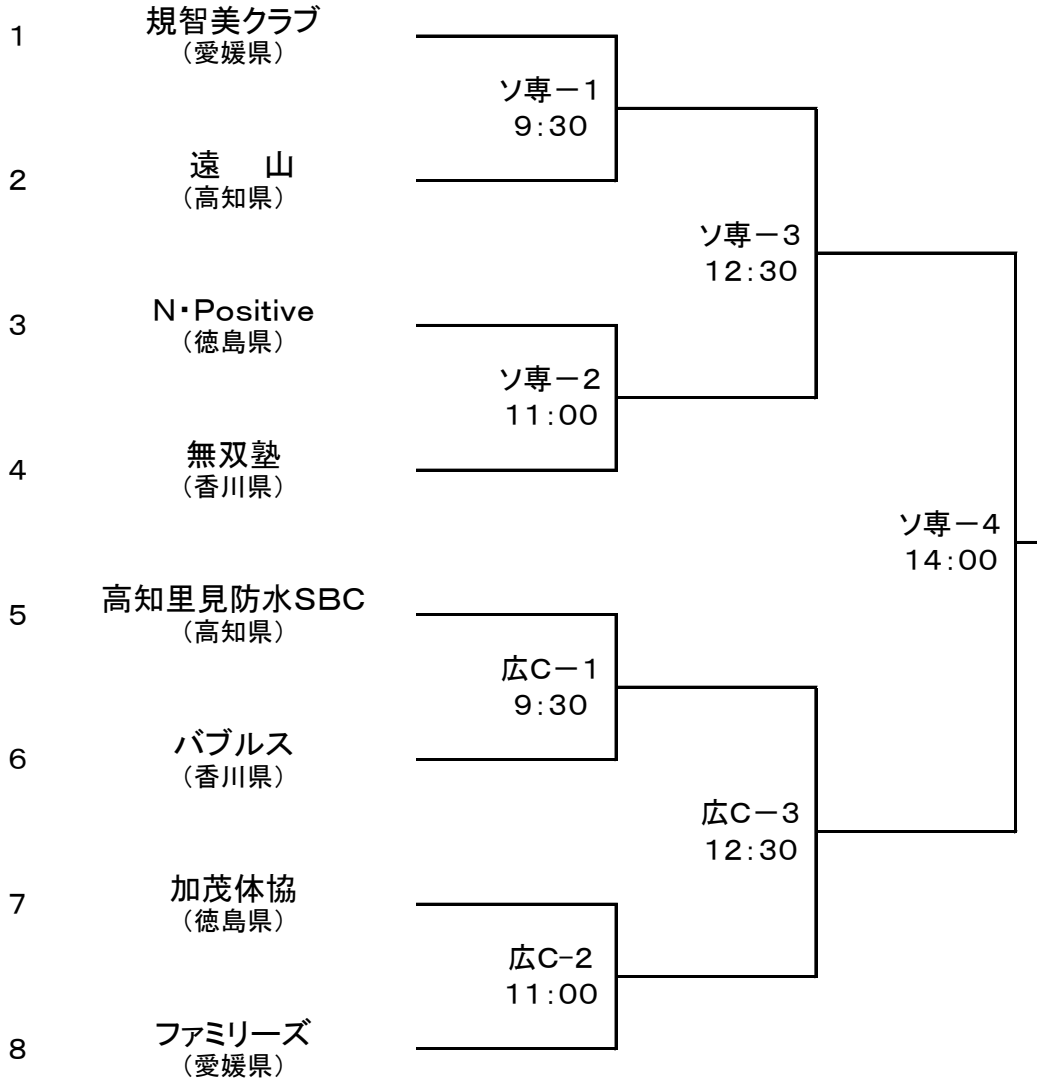 1
規智美クラブ
（愛媛県）
ソ専－1
9：30
2
遠　山
（高知県）
ソ専－3
12：30
3
N・Positive
（徳島県）
ソ専－2
11：00
4
無双塾
（香川県）
ソ専－4
14：00
5
高知里見防水SBC
（高知県）
広C－1
9：30
6
バブルス
（香川県）
広C－3
12：30
7
加茂体協
（徳島県）
広C-2
11：00
8
ファミリーズ
（愛媛県）